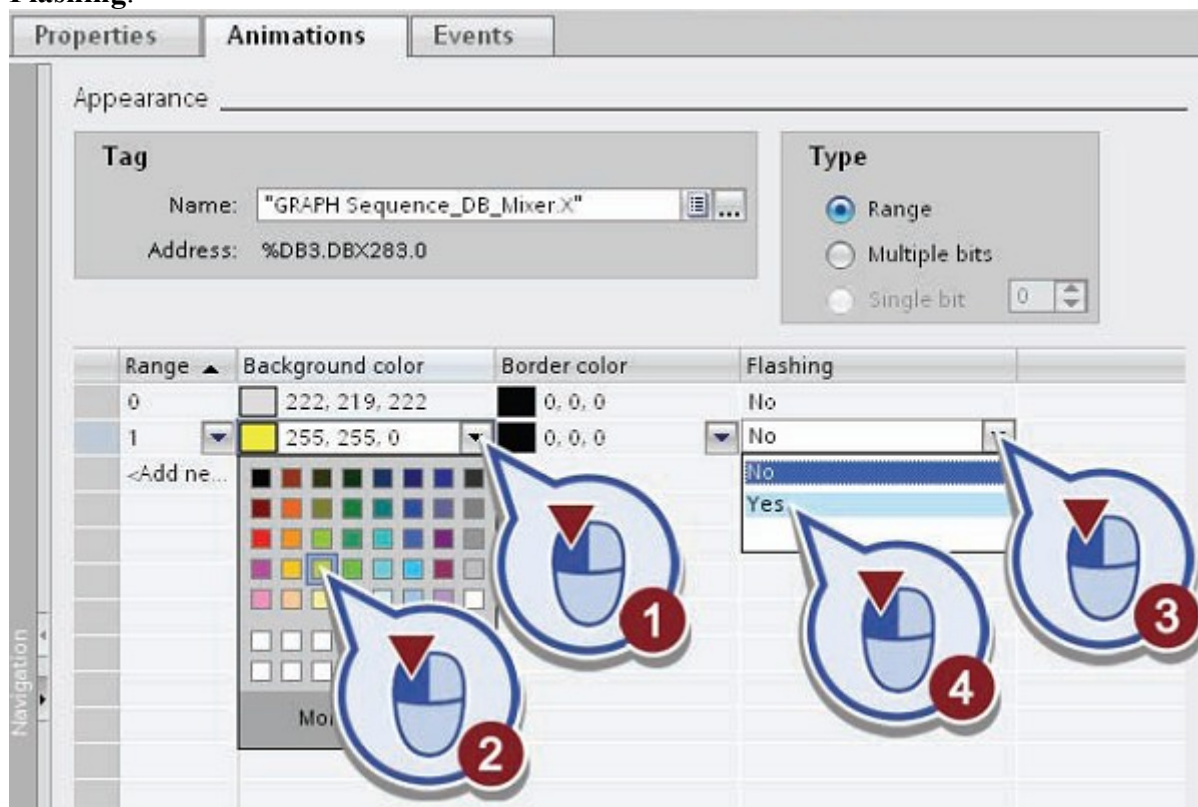 Flashing.
Properties Animations Events
Appearance
Tag
Name: "GRAPH Sequence_DB_Mixer.X" ...
Address: %DB3.DBX283.0
Type
Range
Multiple bits
Single bit 0
Range Background color Border color Flashing
0 222, 219, 222 0, 0, 0 No
1 255, 255, 0 0, 0, 0 No
<Add ne...
No
Yes
1
3
4
2
Navigation